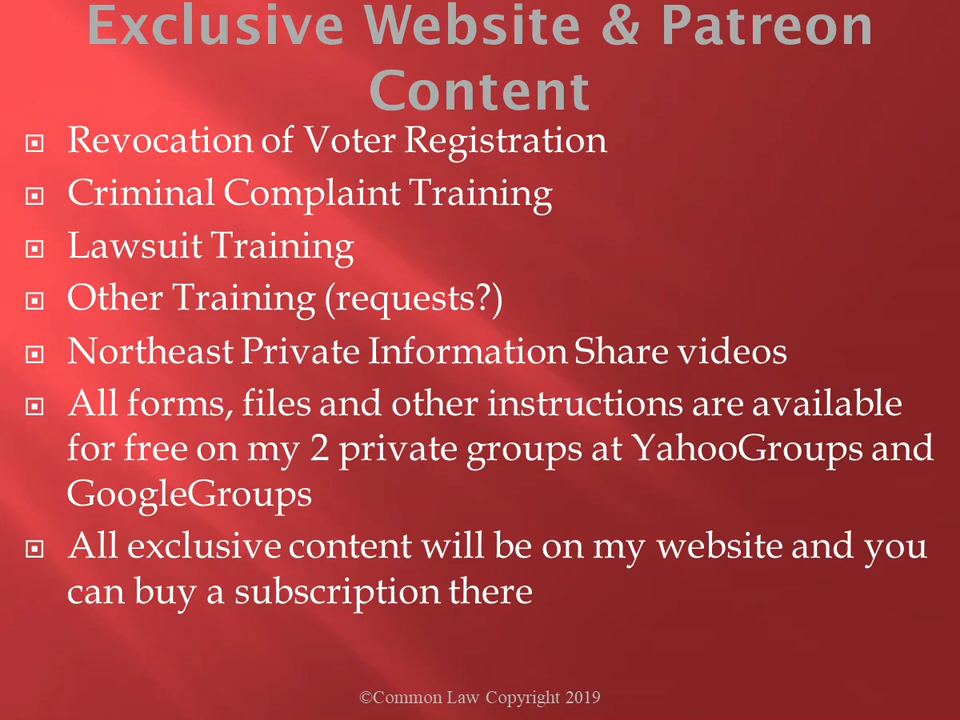 Exclusive Website & Patreon
Content
Revocation of Voter Registration
Criminal Complaint Training
Lawsuit Training
Other Training (requests?)
Northeast Private Information Share videos
All forms, files and other instructions are available
for free on my 2 private groups at YahooGroups and
GoogleGroups
All exclusive content will be on my website and you
can buy a subscription there
©Common Law Copyright 2019